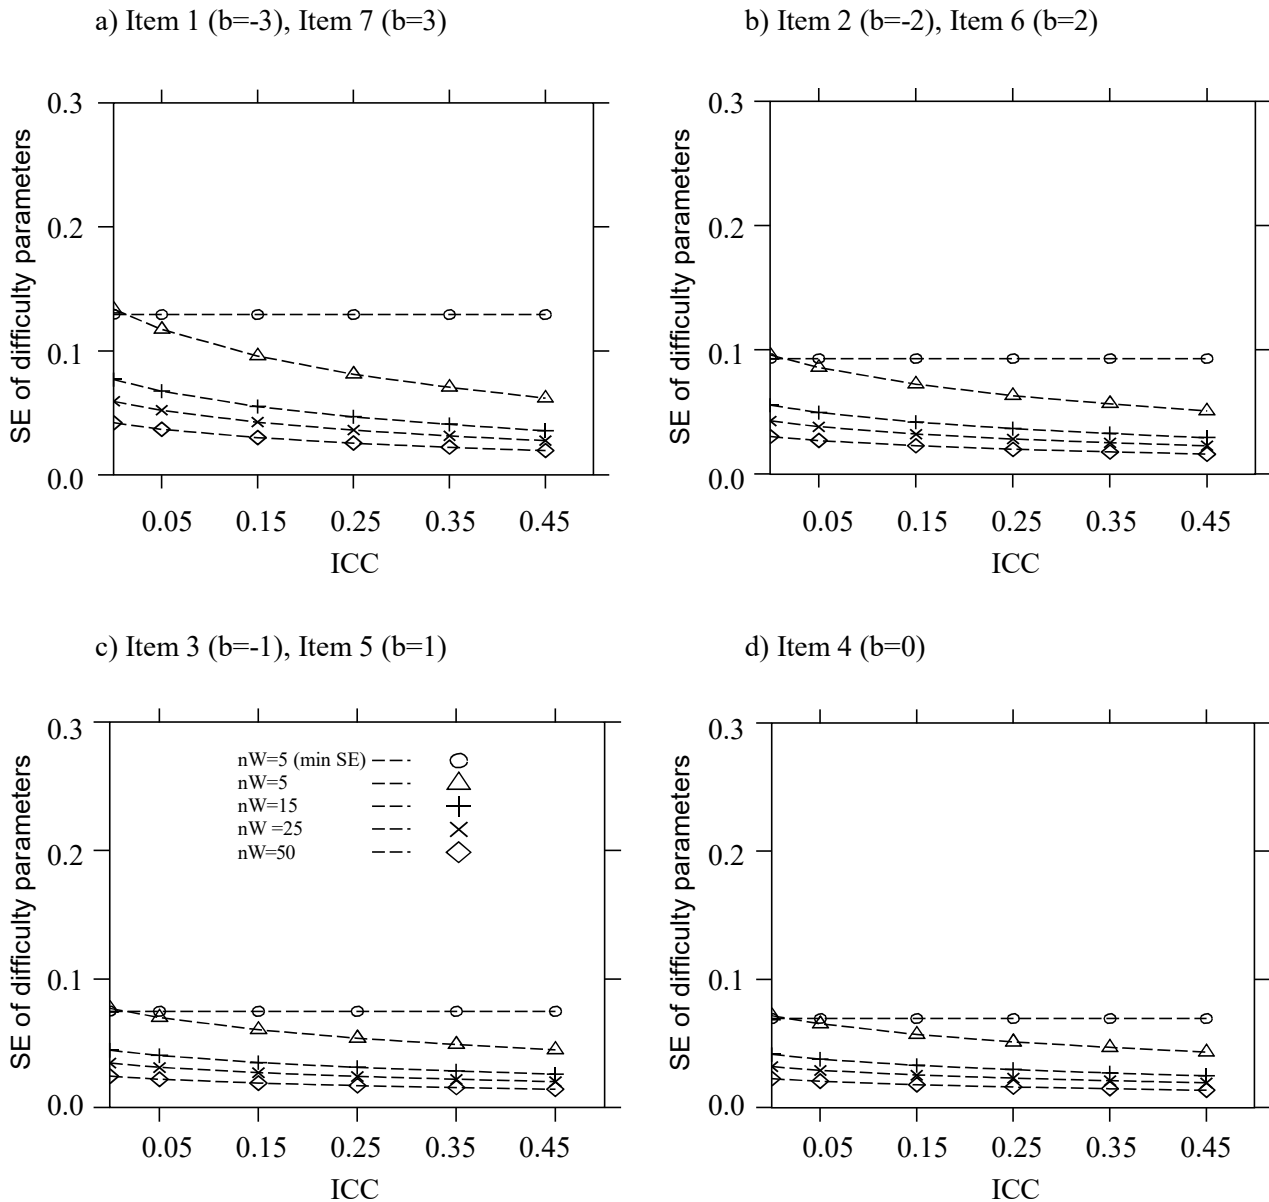 a) Item 1 (b=-3), Item 7 (b=3)
b) Item 2 (b=-2), Item 6 (b=2)
SE of difficulty parameters
0.3
0.2
0.1
0.0
0.05 0.15 0.25 0.35 0.45
ICC
SE of difficulty parameters
0.3
0.2
0.1
0.0
0.05 0.15 0.25 0.35 0.45
ICC
c) Item 3 (b=-1), Item 5 (b=1)
d) Item 4 (b=0)
SE of difficulty parameters
0.3
0.2
0.1
0.0
nW=5 (min SE)
nW=5
nW=15
nW =25
nW=50
0.05 0.15 0.25 0.35 0.45
ICC
SE of difficulty parameters
0.3
0.2
0.1
0.0
0.05 0.15 0.25 0.35 0.45
ICC